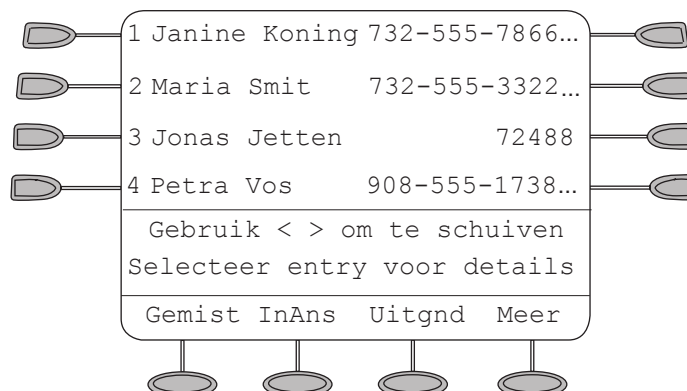 1 Janine Koning 732-555-7866...
2 Maria Smit 732-555-3322...
3 Jonas Jetten 72488
4 Petra Vos 908-555-1738...
Gebruik < > om te schuiven
Selecteer entry voor details
Gemist InAns Uitgnd Meer